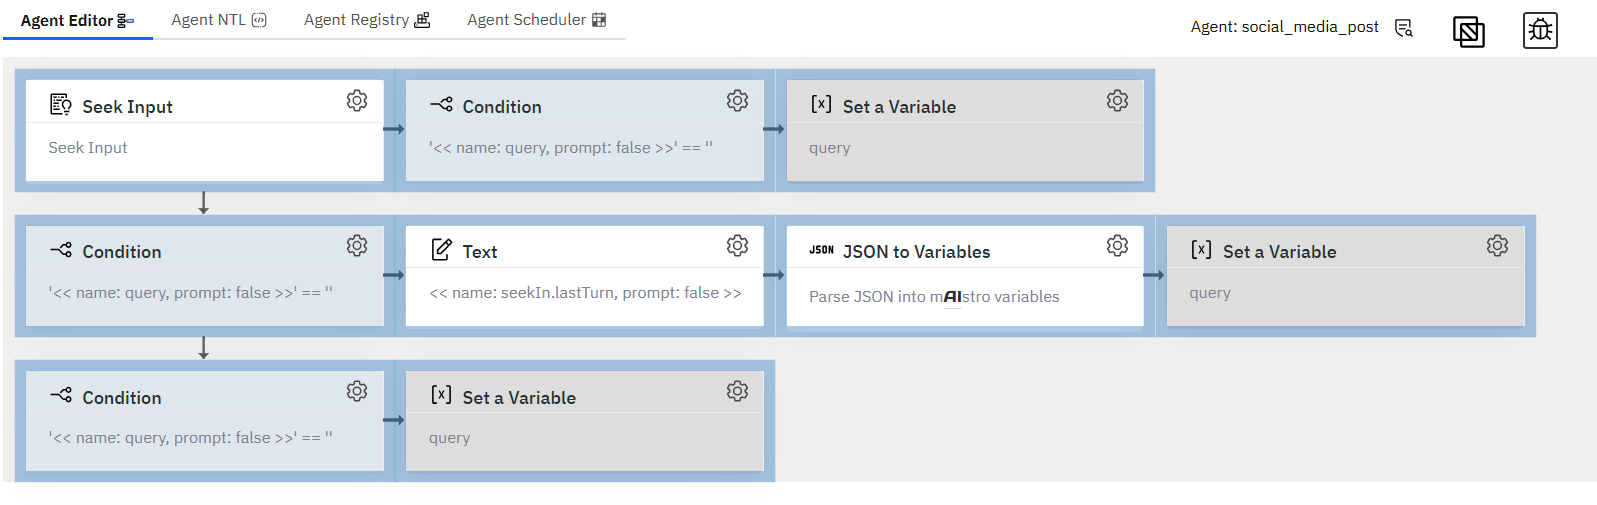 Agent Editor Agent NTL Agent Registry Agent Scheduler Agent: social_media_post
Seek Input Condition Set a Variable
Seek Input '<< name: query, prompt: false >>' == '' query
Condition Text JSON JSON to Variables Set a Variable
'<< name: query, prompt: false >>' == '' << name: seekIn.lastTurn, prompt: false >> Parse JSON into mAIstro variables query
Condition Set a Variable
'<< name: query, prompt: false >>' == '' query